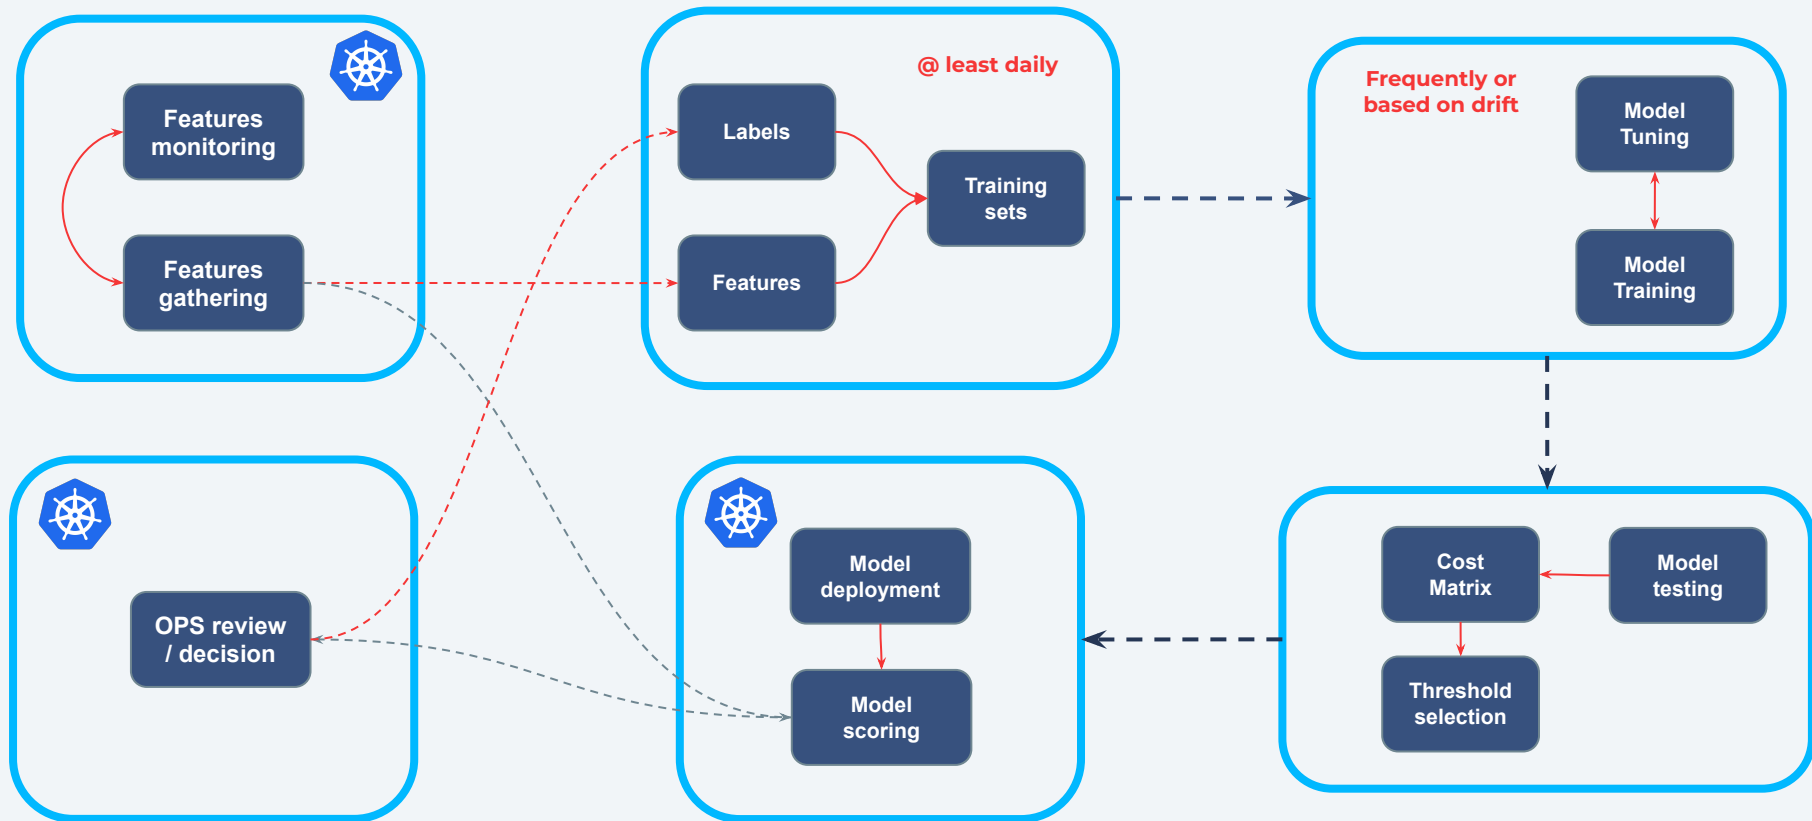 Features
monitoring
Features
gathering
@ least daily
Labels
Features
Training
sets
Frequently or
based on drift
Model
Tuning
Model
Training
OPS review
/ decision
Model
deployment
Model
scoring
Cost
Matrix
Model
testing
Threshold
selection